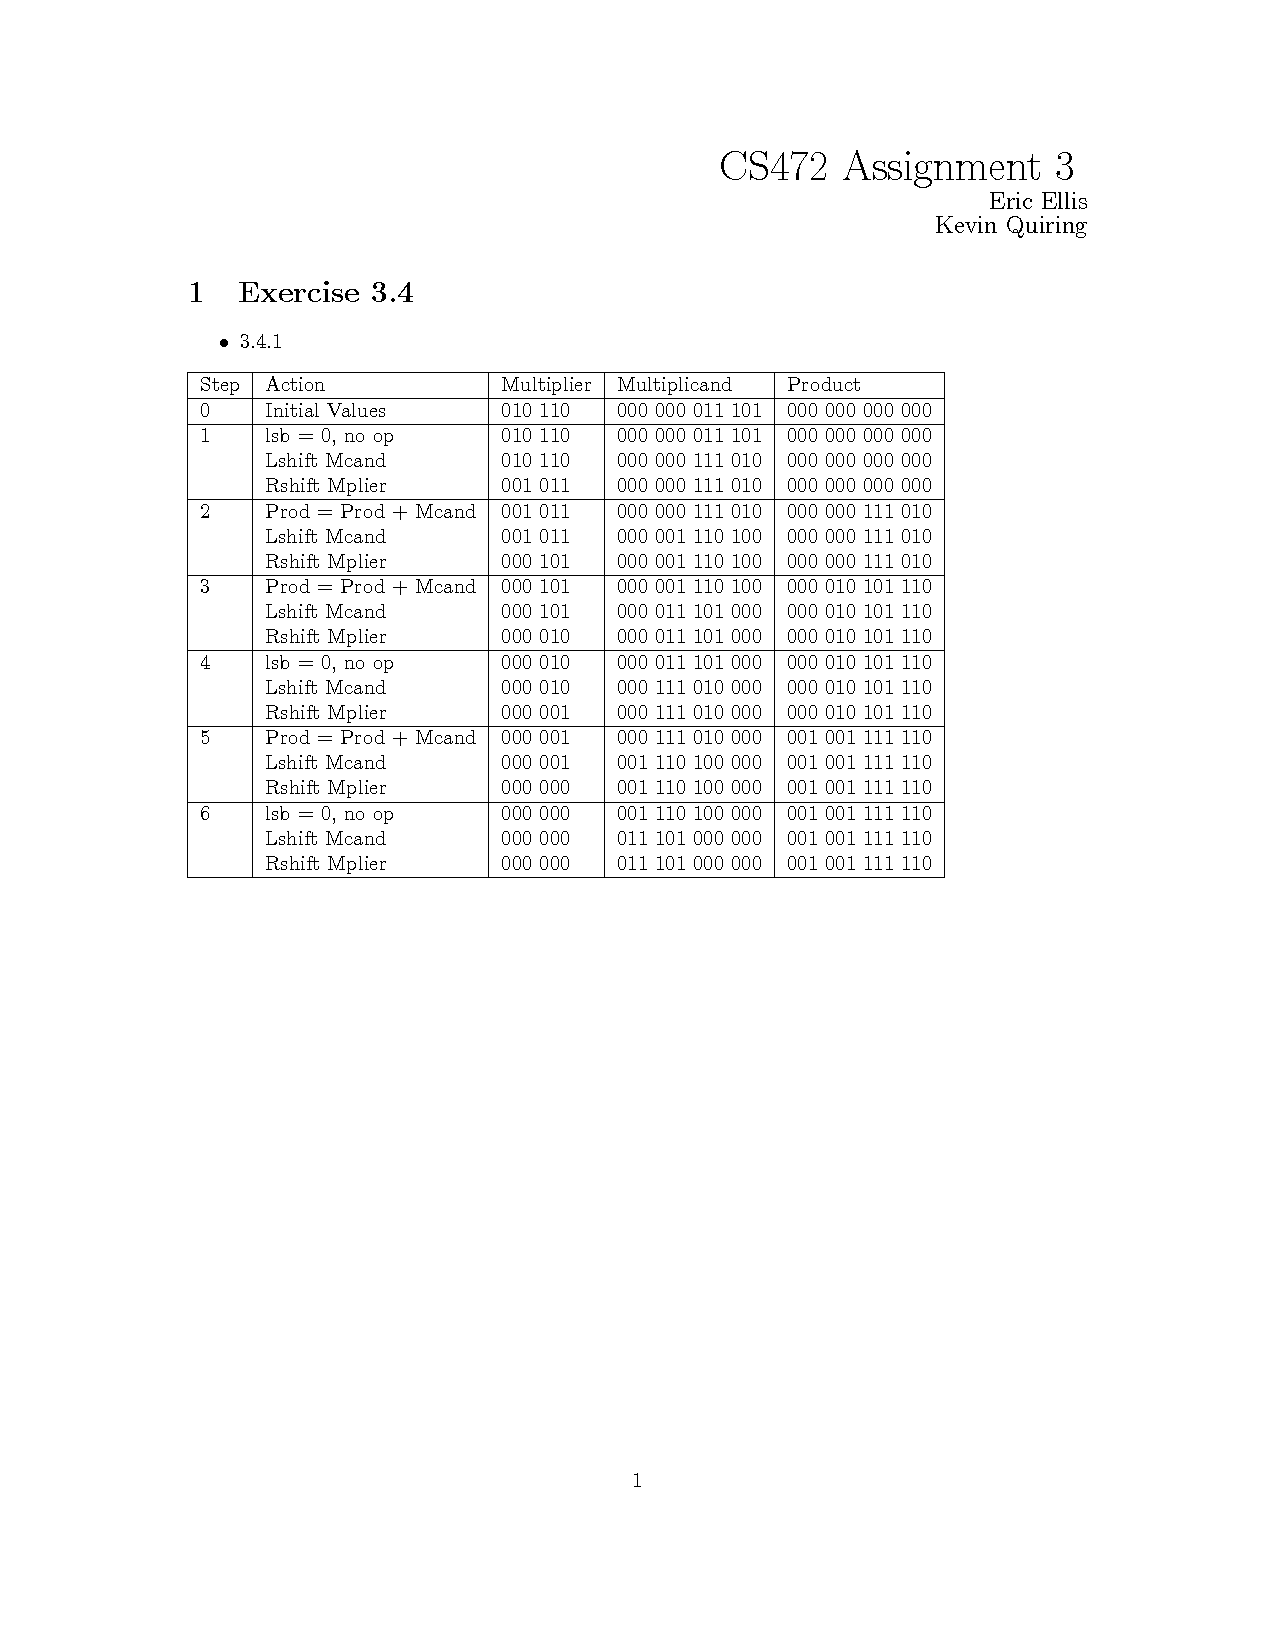 CS472 Assignment 3
Eric Ellis
Kevin Quiring
1 Exercise 3.4
• 3.4.1
Step Action Multiplier Multiplicand Product
0 Initial Values 010 110 000 000 011 101 000 000 000 000
1 lsb = 0, no op 010 110 000 000 011 101 000 000 000 000
Lshift Mcand 010 110 000 000 111 010 000 000 000 000
Rshift Mplier 001 011 000 000 111 010 000 000 000 000
2 Prod = Prod + Mcand 001 011 000 000 111 010 000 000 111 010
Lshift Mcand 001 011 000 001 110 100 000 000 111 010
Rshift Mplier 000 101 000 001 110 100 000 000 111 010
3 Prod = Prod + Mcand 000 101 000 001 110 100 000 010 101 110
Lshift Mcand 000 101 000 011 101 000 000 010 101 110
Rshift Mplier 000 010 000 011 101 000 000 010 101 110
4 lsb = 0, no op 000 010 000 011 101 000 000 010 101 110
Lshift Mcand 000 010 000 111 010 000 000 010 101 110
Rshift Mplier 000 001 000 111 010 000 000 010 101 110
5 Prod = Prod + Mcand 000 001 000 111 010 000 001 001 111 110
Lshift Mcand 000 001 001 110 100 000 001 001 111 110
Rshift Mplier 000 000 001 110 100 000 001 001 111 110
6 lsb = 0, no op 000 000 001 110 100 000 001 001 111 110
Lshift Mcand 000 000 011 101 000 000 001 001 111 110
Rshift Mplier 000 000 011 101 000 000 001 001 111 110
1